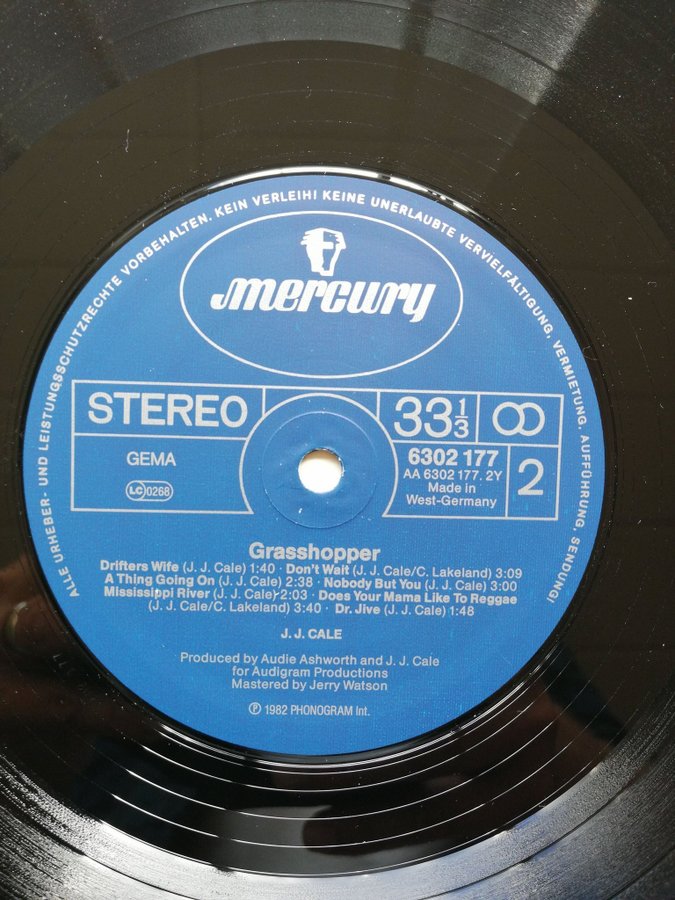 ALLE URHEBER- UND LEISTUNGSSCHUTZRECHTE VORBEHALTEN. KEIN VERLEIH! KEINE UNERLAUBTE VERVIELFÄLTIGUNG, VERMIETUNG, AUFFÜHRUNG, SENDUNG!
mercury
STEREO
33 1/3
GEMA
LC 0268
6302 177
AA 6302 177. 2Y
Made in
West-Germany
2
Grasshopper
Drifters Wife (J. J. Cale) 1:40 · Don't Wait (J. J. Cale/C. Lakeland) 3:09
A Thing Going On (J. J. Cale) 2:38 · Nobody But You (J. J. Cale) 3:00
Mississippi River (J. J. Cale) 2:03 · Does Your Mama Like To Reggae
(J. J. Cale/C. Lakeland) 3:40 · Dr. Jive (J. J. Cale) 1:48
J. J. CALE
Produced by Audie Ashworth and J. J. Cale
for Audigram Productions
Mastered by Jerry Watson
℗ 1982 PHONOGRAM Int.